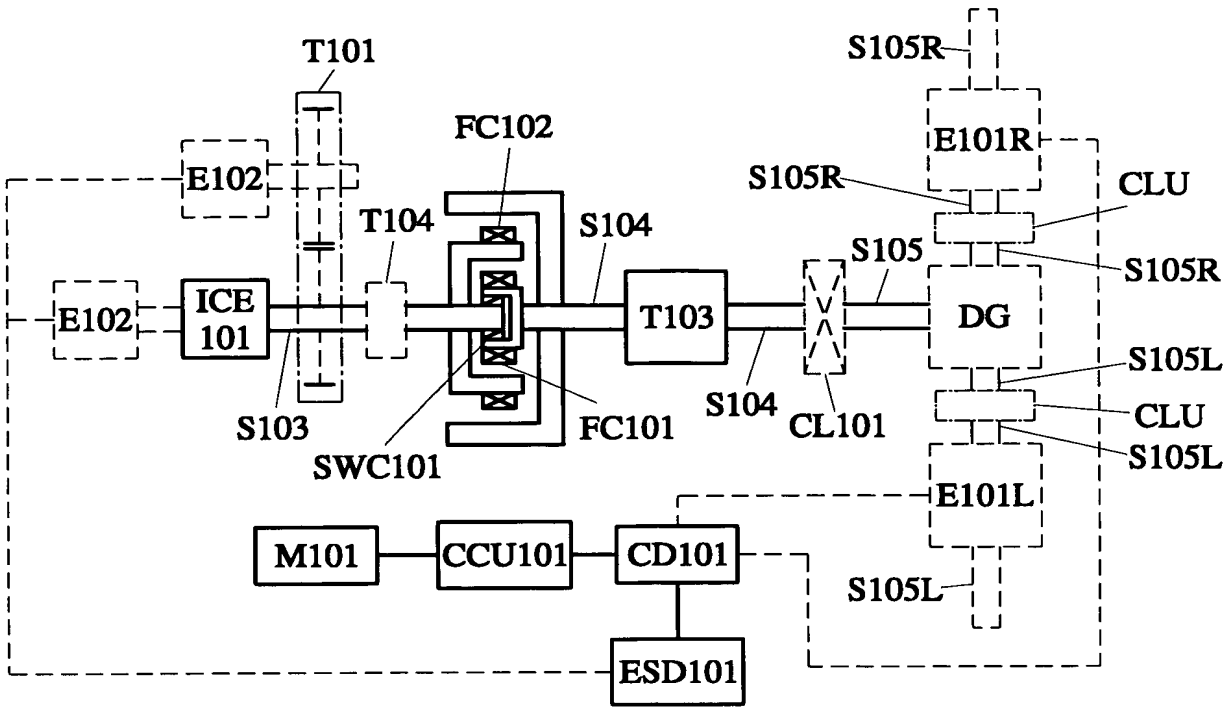 S105R
T101
FC102
E101R
E102
S105R
CLU
T104
S104
S105
S105R
ICE
101
E102
T103
DG
S105L
S103
S104
CL101
CLU
FC101
SWC101
S105L
E101L
M101
CCU101
CD101
S105L
ESD101